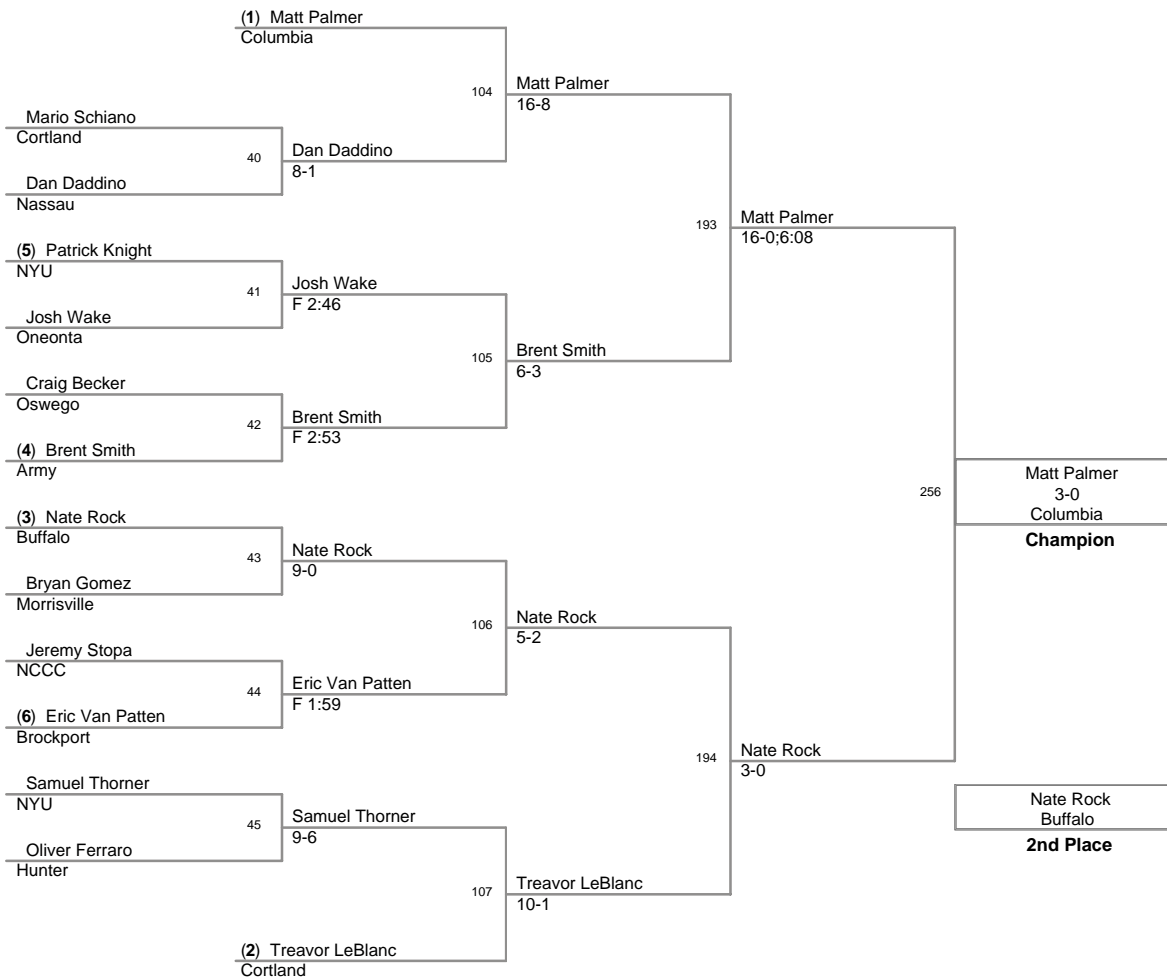 (1) Matt Palmer
Columbia
104
Matt Palmer
16-8
Mario Schiano
Cortland
40
Dan Daddino
8-1
Dan Daddino
Nassau
193
Matt Palmer
16-0;6:08
(5) Patrick Knight
NYU
41
Josh Wake
F 2:46
Josh Wake
Oneonta
105
Brent Smith
6-3
Craig Becker
Oswego
42
Brent Smith
F 2:53
(4) Brent Smith
Army
256
Matt Palmer
3-0
Columbia
Champion
(3) Nate Rock
Buffalo
43
Nate Rock
9-0
Bryan Gomez
Morrisville
106
Nate Rock
5-2
Jeremy Stopa
NCCC
44
Eric Van Patten
F 1:59
(6) Eric Van Patten
Brockport
194
Nate Rock
3-0
Samuel Thorner
NYU
45
Samuel Thorner
9-6
Oliver Ferraro
Hunter
Nate Rock
Buffalo
2nd Place
107
Treavor LeBlanc
10-1
(2) Treavor LeBlanc
Cortland